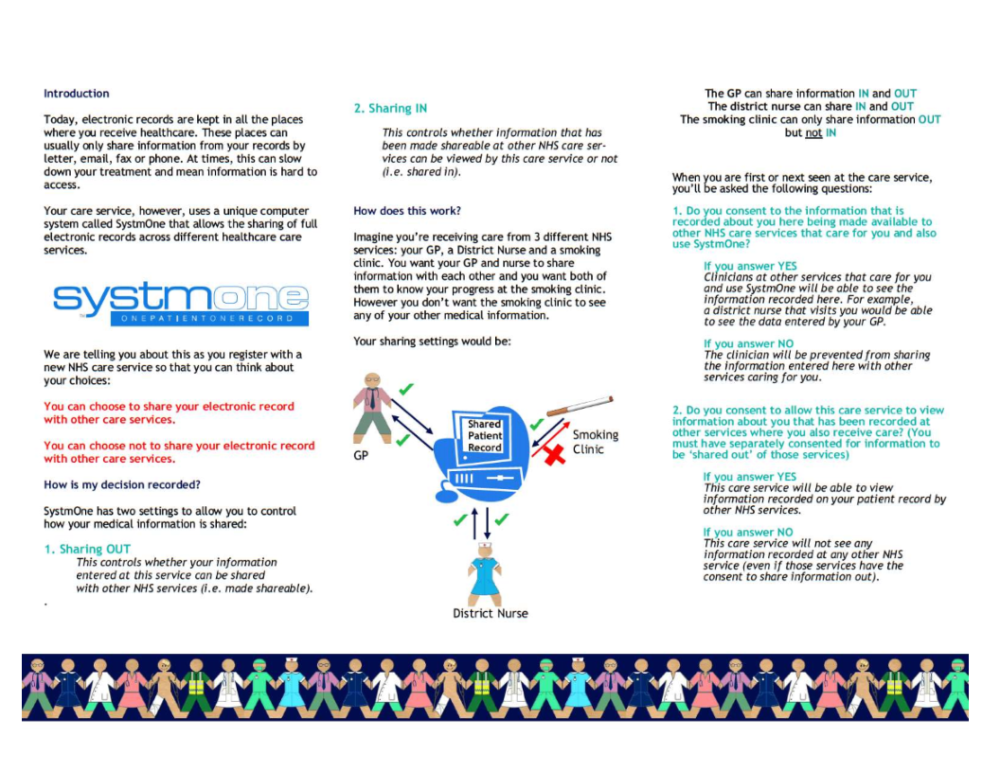 Introduction
Today, electronic records are kept in all the places
where you receive healthcare. These places can
usually only share information from your records by
letter, email, fax or phone. At times, this can slow
down your treatment and mean information is hard to
access.
Your care service, however, uses a unique computer
system called SystmOne that allows the sharing of full
electronic records across different healthcare care
services.
systmone
ONEPATIENTONERECORD
We are telling you about this as you register with a
new NHS care service so that you can think about
your choices:
You can choose to share your electronic record
with other care services.
You can choose not to share your electronic record
with other care services.
How is my decision recorded?
SystmOne has two settings to allow you to control
how your medical information is shared:
1. Sharing OUT
This controls whether your information
entered at this service can be shared
with other NHS services (i.e. made shareable).
.
2. Sharing IN
This controls whether information that has
been made shareable at other NHS care ser-
vices can be viewed by this care service or not
(i.e. shared in).
How does this work?
Imagine you're receiving care from 3 different NHS
services: your GP, a District Nurse and a smoking
clinic. You want your GP and nurse to share
information with each other and you want both of
them to know your progress at the smoking clinic.
However you don't want the smoking clinic to see
any of your other medical information.
Your sharing settings would be:
GP
Shared
Patient
Record
Smoking
Clinic
District Nurse
The GP can share information IN and OUT
The district nurse can share IN and OUT
The smoking clinic can only share information OUT
but not IN
When you are first or next seen at the care service,
you'll be asked the following questions:
1. Do you consent to the information that is
recorded about you here being made available to
other NHS care services that care for you and also
use SystmOne?
If you answer YES
Clinicians at other services that care for you
and use SystmOne will be able to see the
information recorded here. For example,
a district nurse that visits you would be able
to see the data entered by your GP.
If you answer NO
The clinician will be prevented from sharing
the information entered here with other
services caring for you.
2. Do you consent to allow this care service to view
information about you that has been recorded at
other services where you also receive care? (You
must have separately consented for information to
be 'shared out' of those services)
If you answer YES
This care service will be able to view
information recorded on your patient record by
other NHS services.
If you answer NO
This care service will not see any
information recorded at any other NHS
service (even if those services have the
consent to share information out).